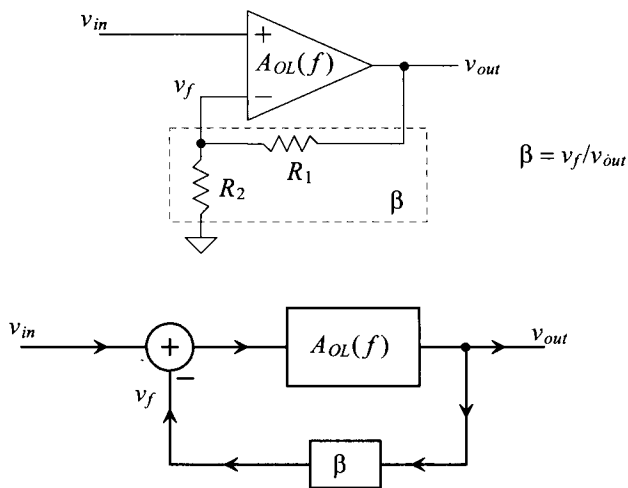 v_in
+
A_OL(f)
v_out
v_f
−
R_1
R_2
β
β = v_f/v_out
v_in
+
A_OL(f)
v_out
v_f
−
β